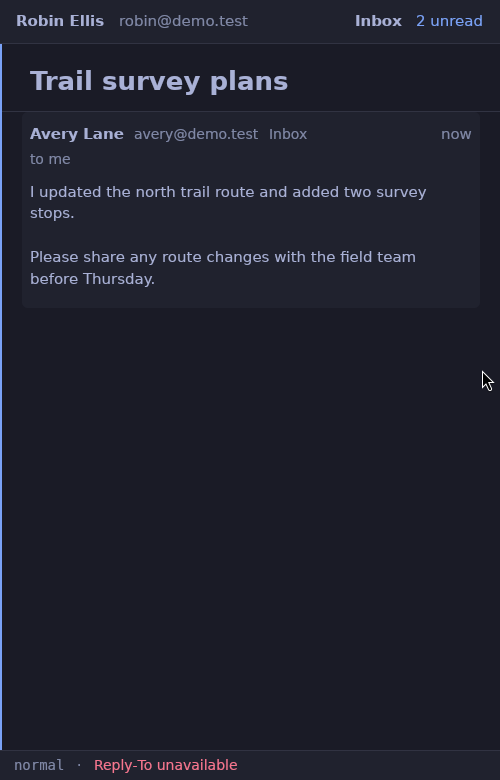 Robin Ellis robin@demo.test Inbox 2 unread
Trail survey plans
Avery Lane avery@demo.test Inbox now
to me
I updated the north trail route and added two survey
stops.
Please share any route changes with the field team
before Thursday.
normal · Reply-To unavailable